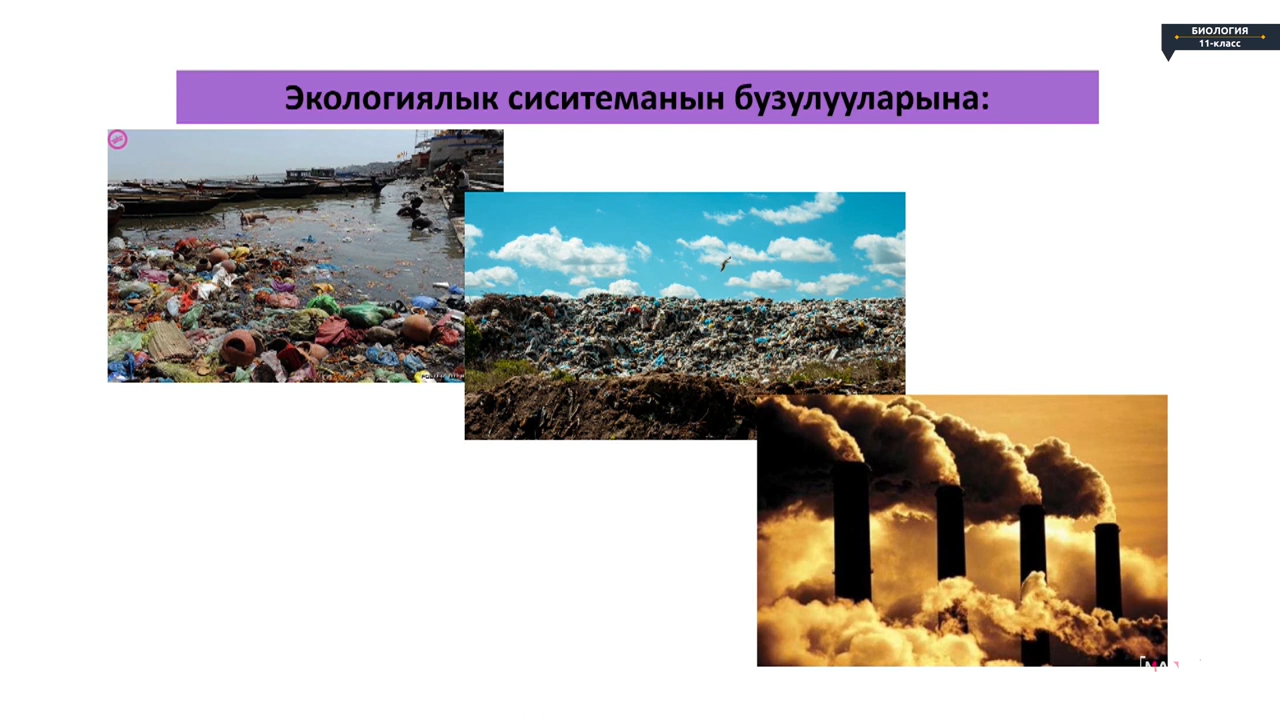 БИОЛОГИЯ
11-класс
Экологиялык сиситеманын бузулууларына: